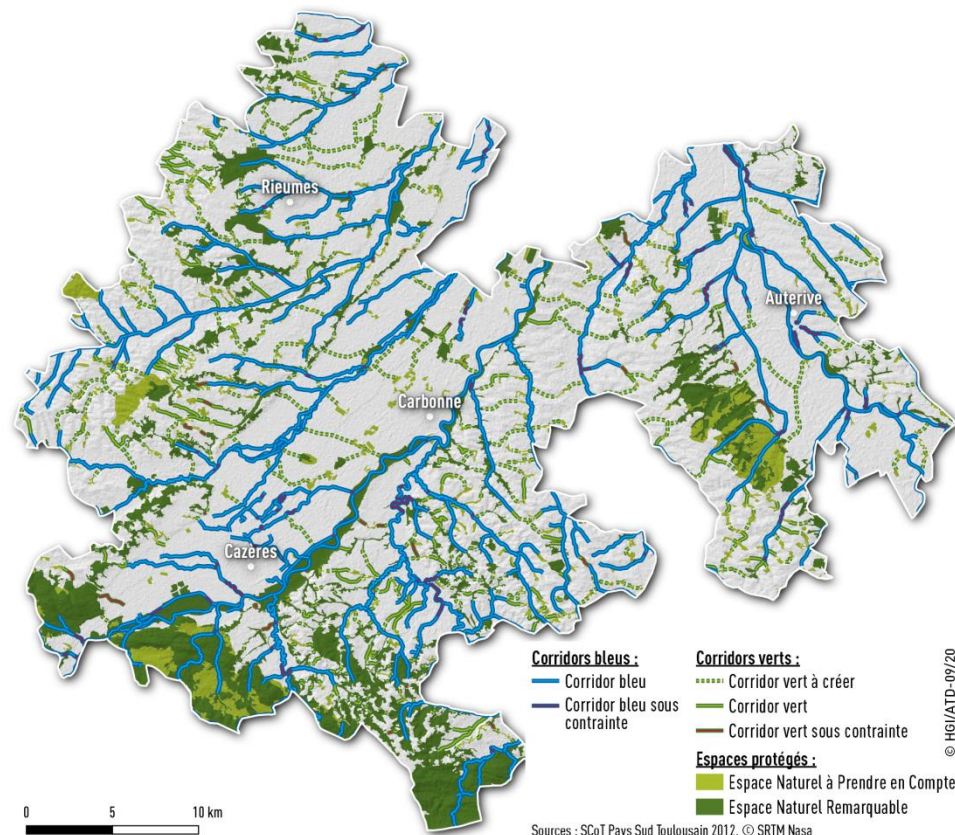 Rieumes
Auterive
Carbonne
Cazères
Corridors bleus :
Corridor bleu
Corridor bleu sous
contrainte
Corridors verts :
Corridor vert à créer
Corridor vert
Corridor vert sous contrainte
Espaces protégés :
Espace Naturel à Prendre en Compte
Espace Naturel Remarquable
© HGI/ATD-09/20
0 5 10 km
Sources : SCoT Pays Sud Toulousain 2012, © SRTM Nasa